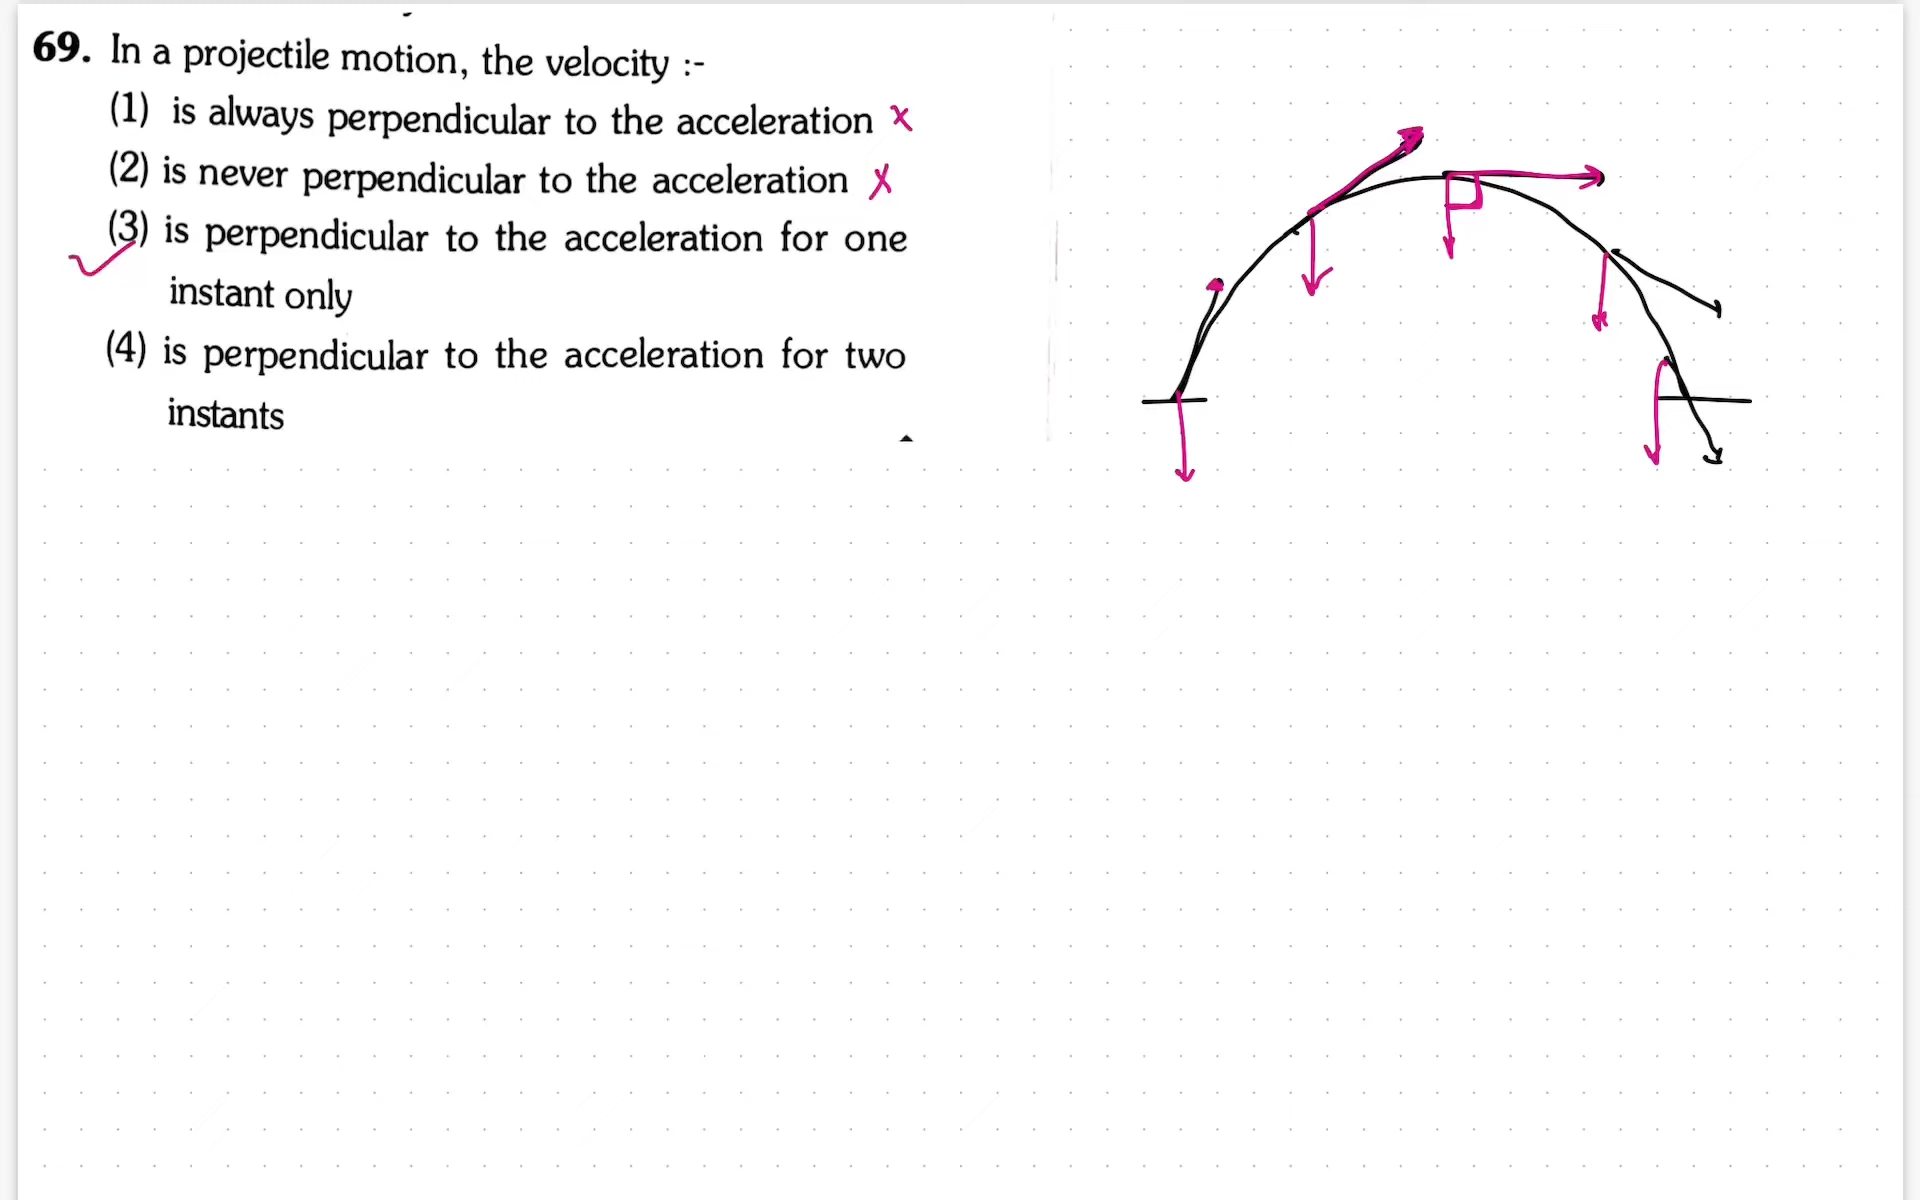 69. In a projectile motion, the velocity :-
(1) is always perpendicular to the acceleration x
(2) is never perpendicular to the acceleration x
(3) is perpendicular to the acceleration for one
instant only
(4) is perpendicular to the acceleration for two
instants